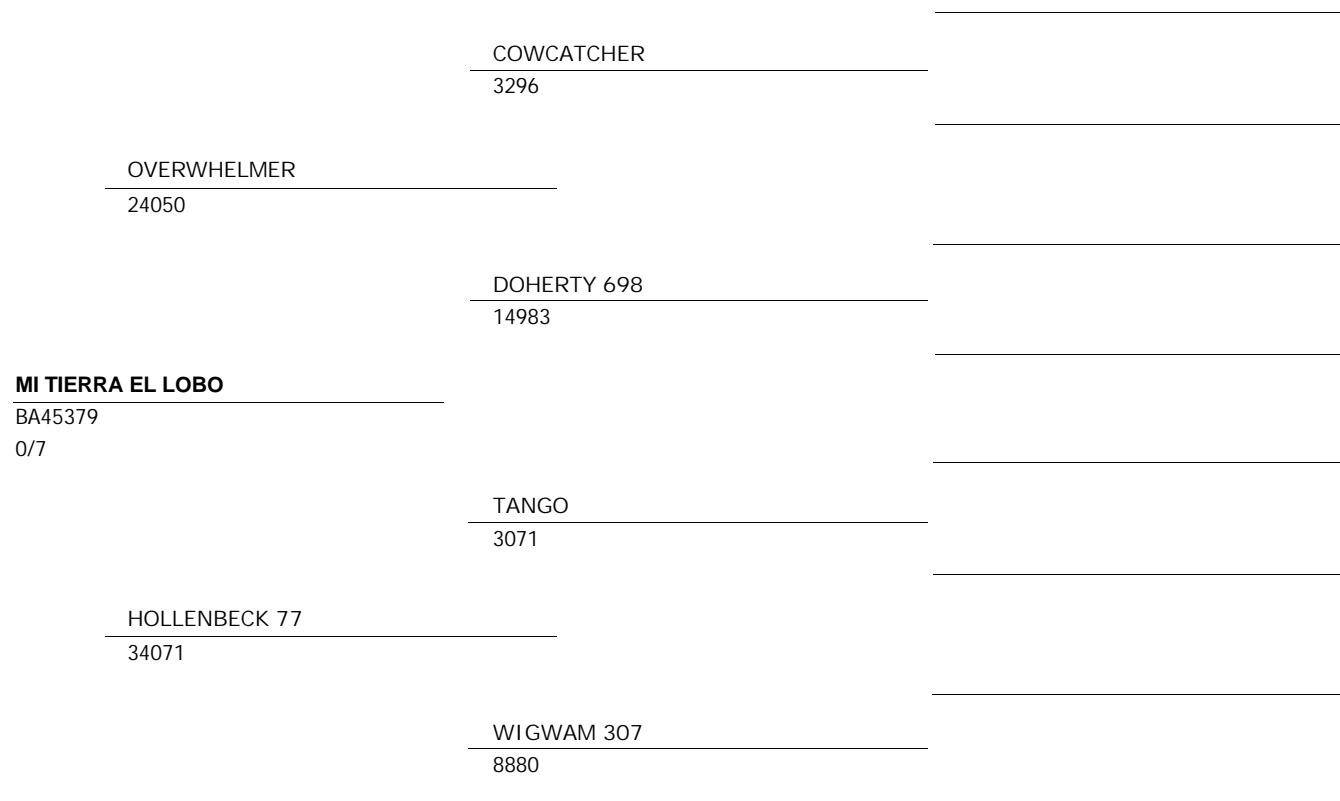 COWCATCHER
3296
OVERWHELMER
24050
DOHERTY 698
14983
MI TIERRA EL LOBO
BA45379
0/7
TANGO
3071
HOLLENBECK 77
34071
WIGWAM 307
8880